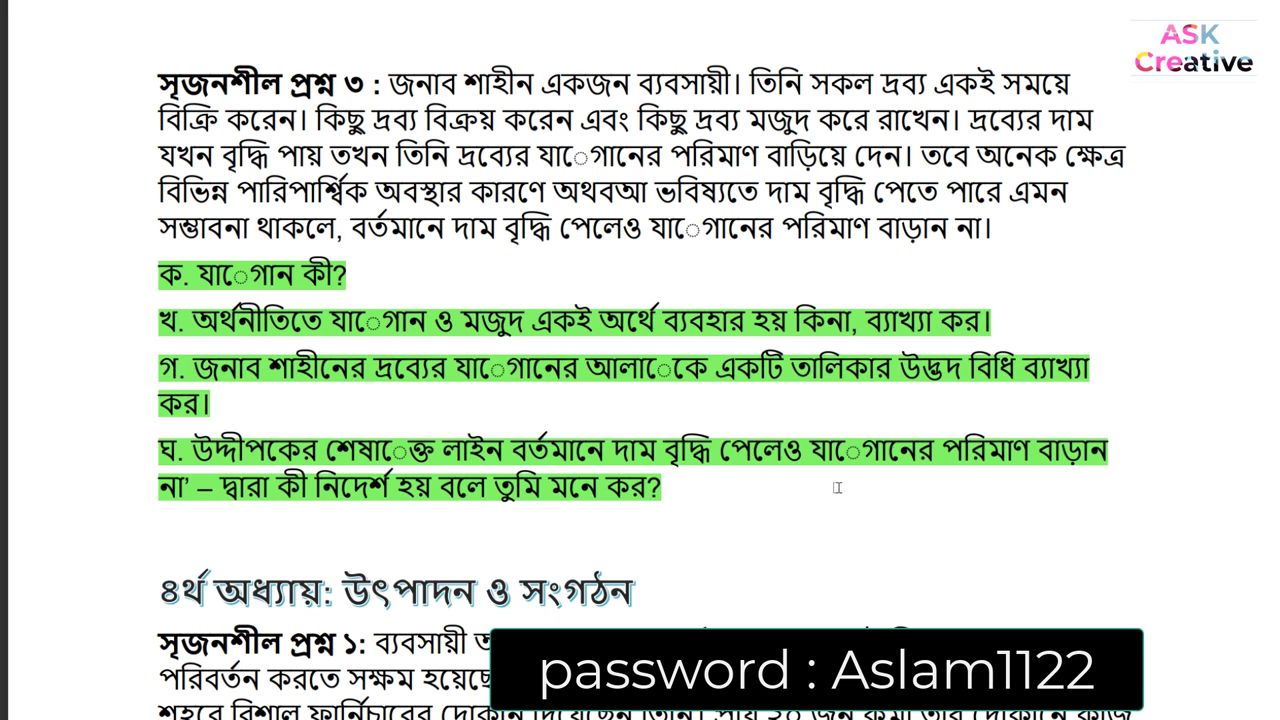 ASK
Creative
সৃজনশীল প্রশ্ন ৩ : জনাব শাহীন একজন ব্যবসায়ী। তিনি সকল দ্রব্য একই সময়ে
বিক্রি করেন। কিছু দ্রব্য বিক্রয় করেন এবং কিছু দ্রব্য মজুদ করে রাখেন। দ্রব্যের দাম
যখন বৃদ্ধি পায় তখন তিনি দ্রব্যের যােগানের পরিমাণ বাড়িয়ে দেন। তবে অনেক ক্ষেত্র
বিভিন্ন পারিপার্শ্বিক অবস্থার কারণে অথবআ ভবিষ্যতে দাম বৃদ্ধি পেতে পারে এমন
সম্ভাবনা থাকলে, বর্তমানে দাম বৃদ্ধি পেলেও যােগানের পরিমাণ বাড়ান না।
ক. যােগান কী?
খ. অর্থনীতিতে যােগান ও মজুদ একই অর্থে ব্যবহার হয় কিনা, ব্যাখ্যা কর।
গ. জনাব শাহীনের দ্রব্যের যােগানের আলােকে একটি তালিকার উদ্ভদ বিধি ব্যাখ্যা
কর।
ঘ. উদ্দীপকের শেষােক্ত লাইন বর্তমানে দাম বৃদ্ধি পেলেও যােগানের পরিমাণ বাড়ান
না’ – দ্বারা কী নিদের্শ হয় বলে তুমি মনে কর?
৪র্থ অধ্যায়: উৎপাদন ও সংগঠন
সৃজনশীল প্রশ্ন ১: ব্যবসায়ী
পরিবর্তন করতে সক্ষম হয়েছে
password : Aslam1122
শহরে বিশাল ফার্নিচারের দোকান দিয়েছেন তিনি। প্রায় ২০ জন কর্মী তার দোকানে কাজ